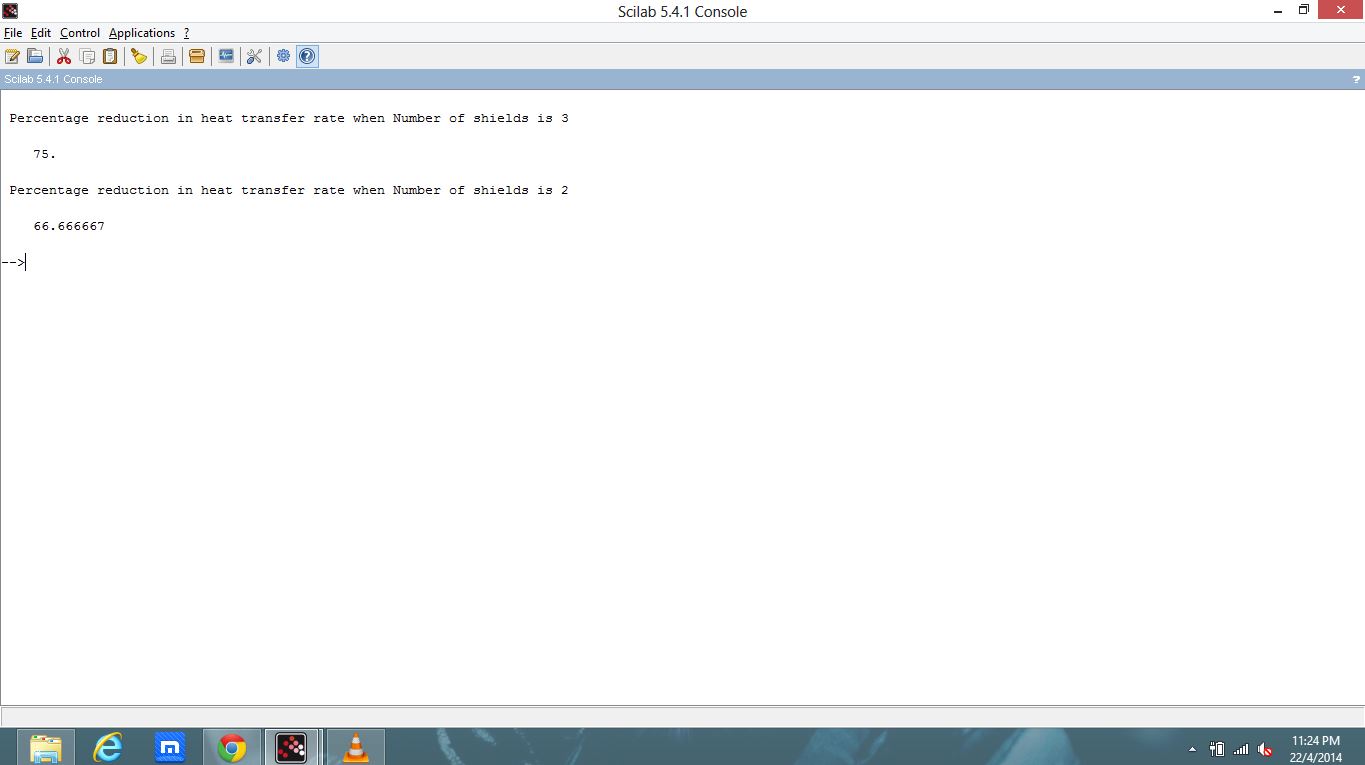 Scilab 5.4.1 Console
File Edit Control Applications ?
Scilab 5.4.1 Console ?
Percentage reduction in heat transfer rate when Number of shields is 3
75.
Percentage reduction in heat transfer rate when Number of shields is 2
66.666667
-->
11:24 PM
22/4/2014